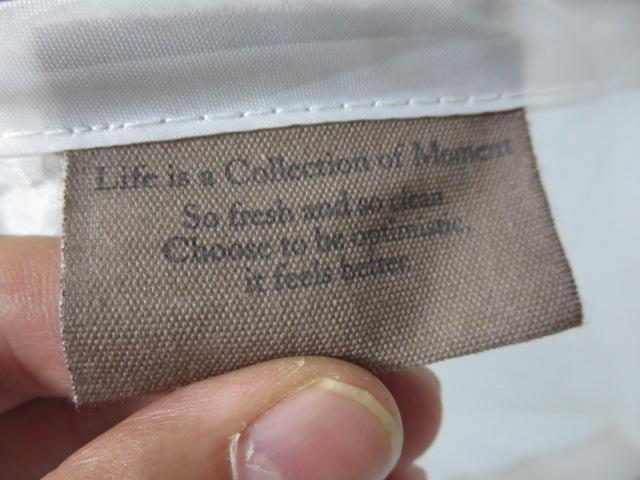 Life is a Collection of Moment
So fresh and so clean
Choose to be optimistic,
it feels better.